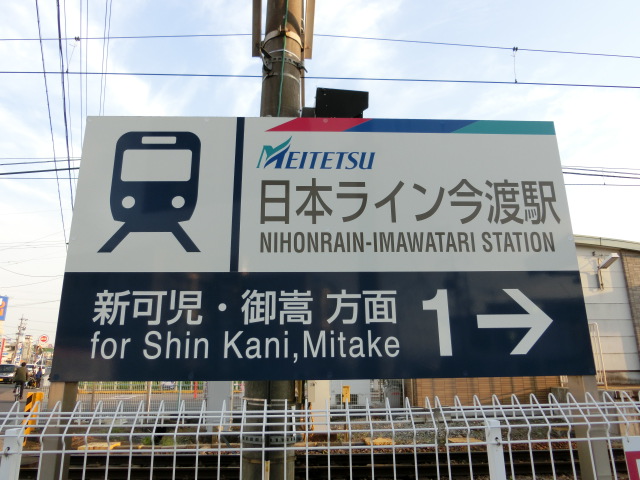 MEITETSU
日本ライン今渡駅
NIHONRAIN-IMAWATARI STATION
新可児・御嵩 方面
for Shin Kani,Mitake
1→